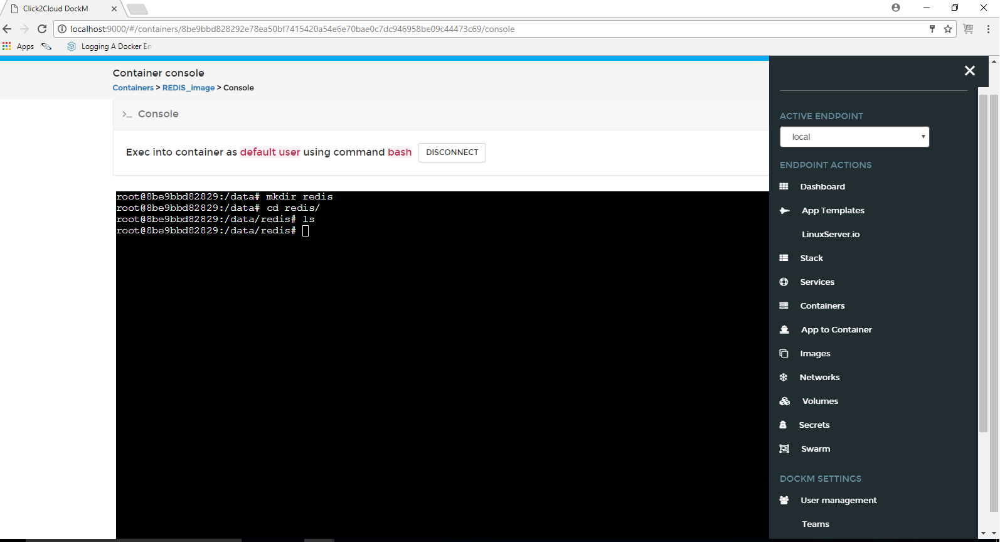 Click2Cloud DockM
localhost:9000/#/containers/8be9bbd828292e78ea50bf7415420a54e6e70bae0c7dc946958be09c44473c69/console
Apps
Logging A Docker En
Container console
Containers > REDIS_image > Console
>_ Console
Exec into container as default user using command bash DISCONNECT
root@8be9bbd82829:/data# mkdir redis
root@8be9bbd82829:/data# cd redis/
root@8be9bbd82829:/data/redis# ls
root@8be9bbd82829:/data/redis#
ACTIVE ENDPOINT
local
ENDPOINT ACTIONS
Dashboard
App Templates
LinuxServer.io
Stack
Services
Containers
App to Container
Images
Networks
Volumes
Secrets
Swarm
DOCKM SETTINGS
User management
Teams